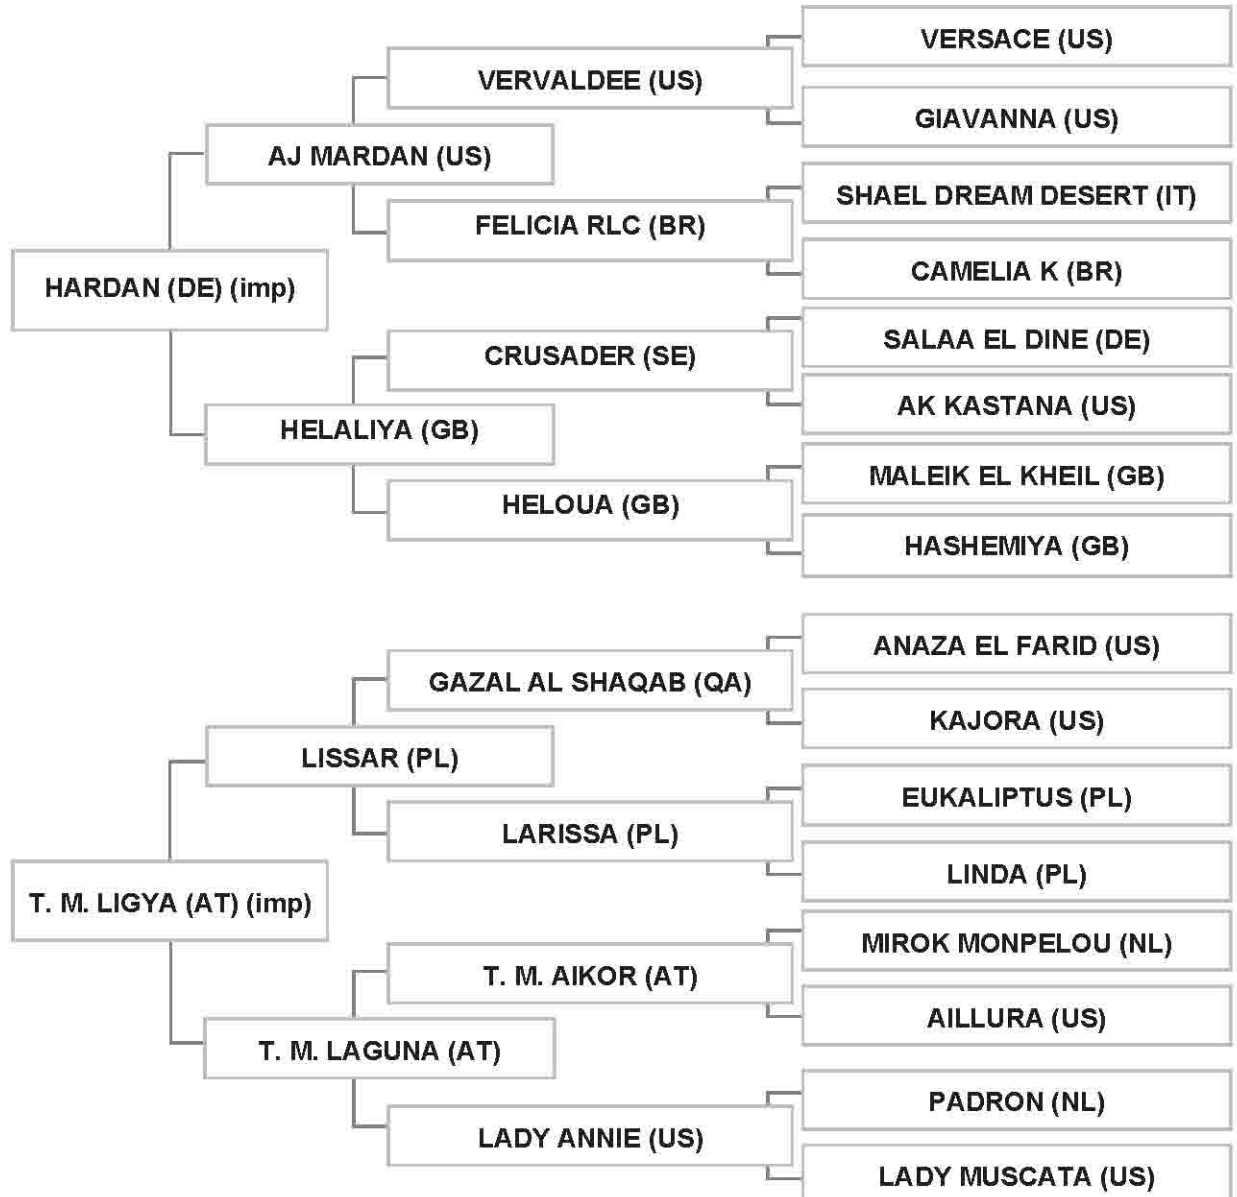 VERSACE (US)
VERVALDEE (US)
GIAVANNA (US)
AJ MARDAN (US)
SHAEL DREAM DESERT (IT)
FELICIA RLC (BR)
CAMELIA K (BR)
HARDAN (DE) (imp)
SALAA EL DINE (DE)
CRUSADER (SE)
AK KASTANA (US)
HELALIYA (GB)
MALEIK EL KHEIL (GB)
HELOUA (GB)
HASHEMIYA (GB)
ANAZA EL FARID (US)
GAZAL AL SHAQAB (QA)
KAJORA (US)
LISSAR (PL)
EUKALIPTUS (PL)
LARISSA (PL)
LINDA (PL)
T. M. LIGYA (AT) (imp)
MIROK MONPELOU (NL)
T. M. AIKOR (AT)
AILLURA (US)
T. M. LAGUNA (AT)
PADRON (NL)
LADY ANNIE (US)
LADY MUSCATA (US)